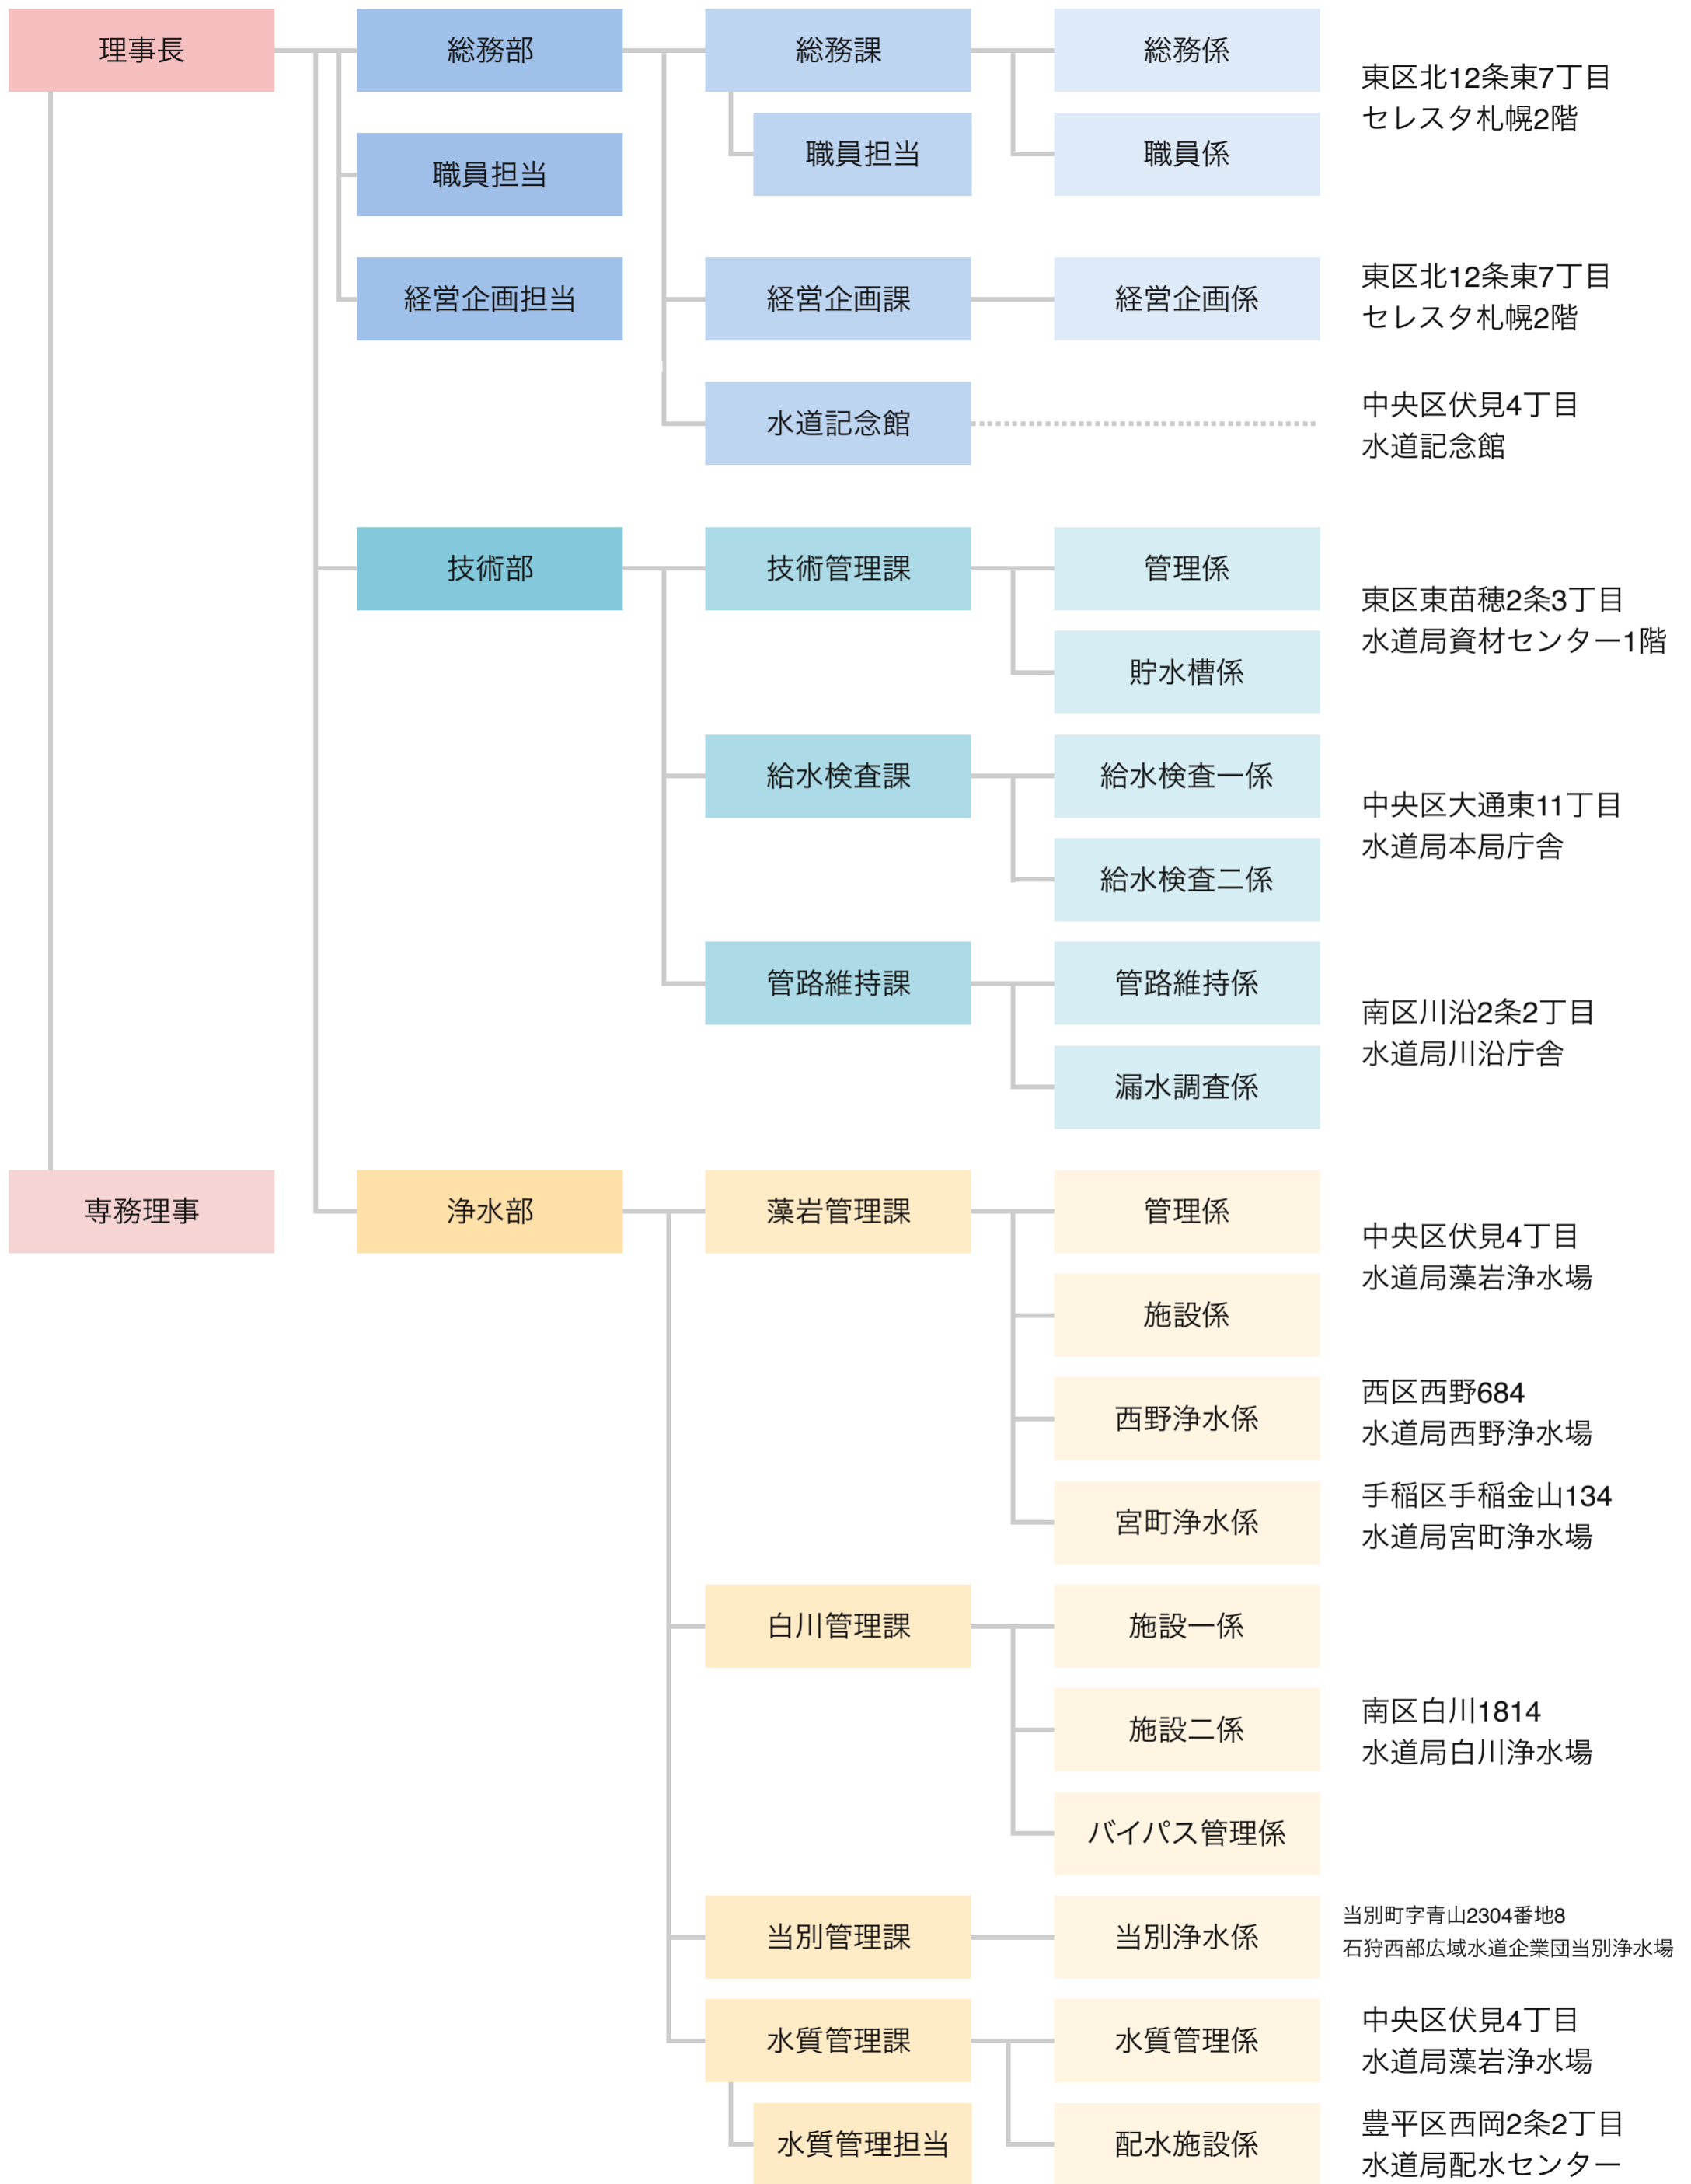 理事長
総務部
総務課
総務係
東区北12条東7丁目
セレスタ札幌2階
職員担当
職員担当
職員係
経営企画担当
経営企画課
経営企画係
東区北12条東7丁目
セレスタ札幌2階
水道記念館
中央区伏見4丁目
水道記念館
技術部
技術管理課
管理係
東区東苗穂2条3丁目
水道局資材センター1階
貯水槽係
給水検査課
給水検査一係
中央区大通東11丁目
水道局本局庁舎
給水検査二係
管路維持課
管路維持係
南区川沿2条2丁目
水道局川沿庁舎
漏水調査係
専務理事
浄水部
藻岩管理課
管理係
中央区伏見4丁目
水道局藻岩浄水場
施設係
西野浄水係
西区西野684
水道局西野浄水場
宮町浄水係
手稲区手稲金山134
水道局宮町浄水場
白川管理課
施設一係
施設二係
南区白川1814
水道局白川浄水場
バイパス管理係
当別管理課
当別浄水係
当別町字青山2304番地8
石狩西部広域水道企業団当別浄水場
水質管理課
水質管理係
中央区伏見4丁目
水道局藻岩浄水場
水質管理担当
配水施設係
豊平区西岡2条2丁目
水道局配水センター